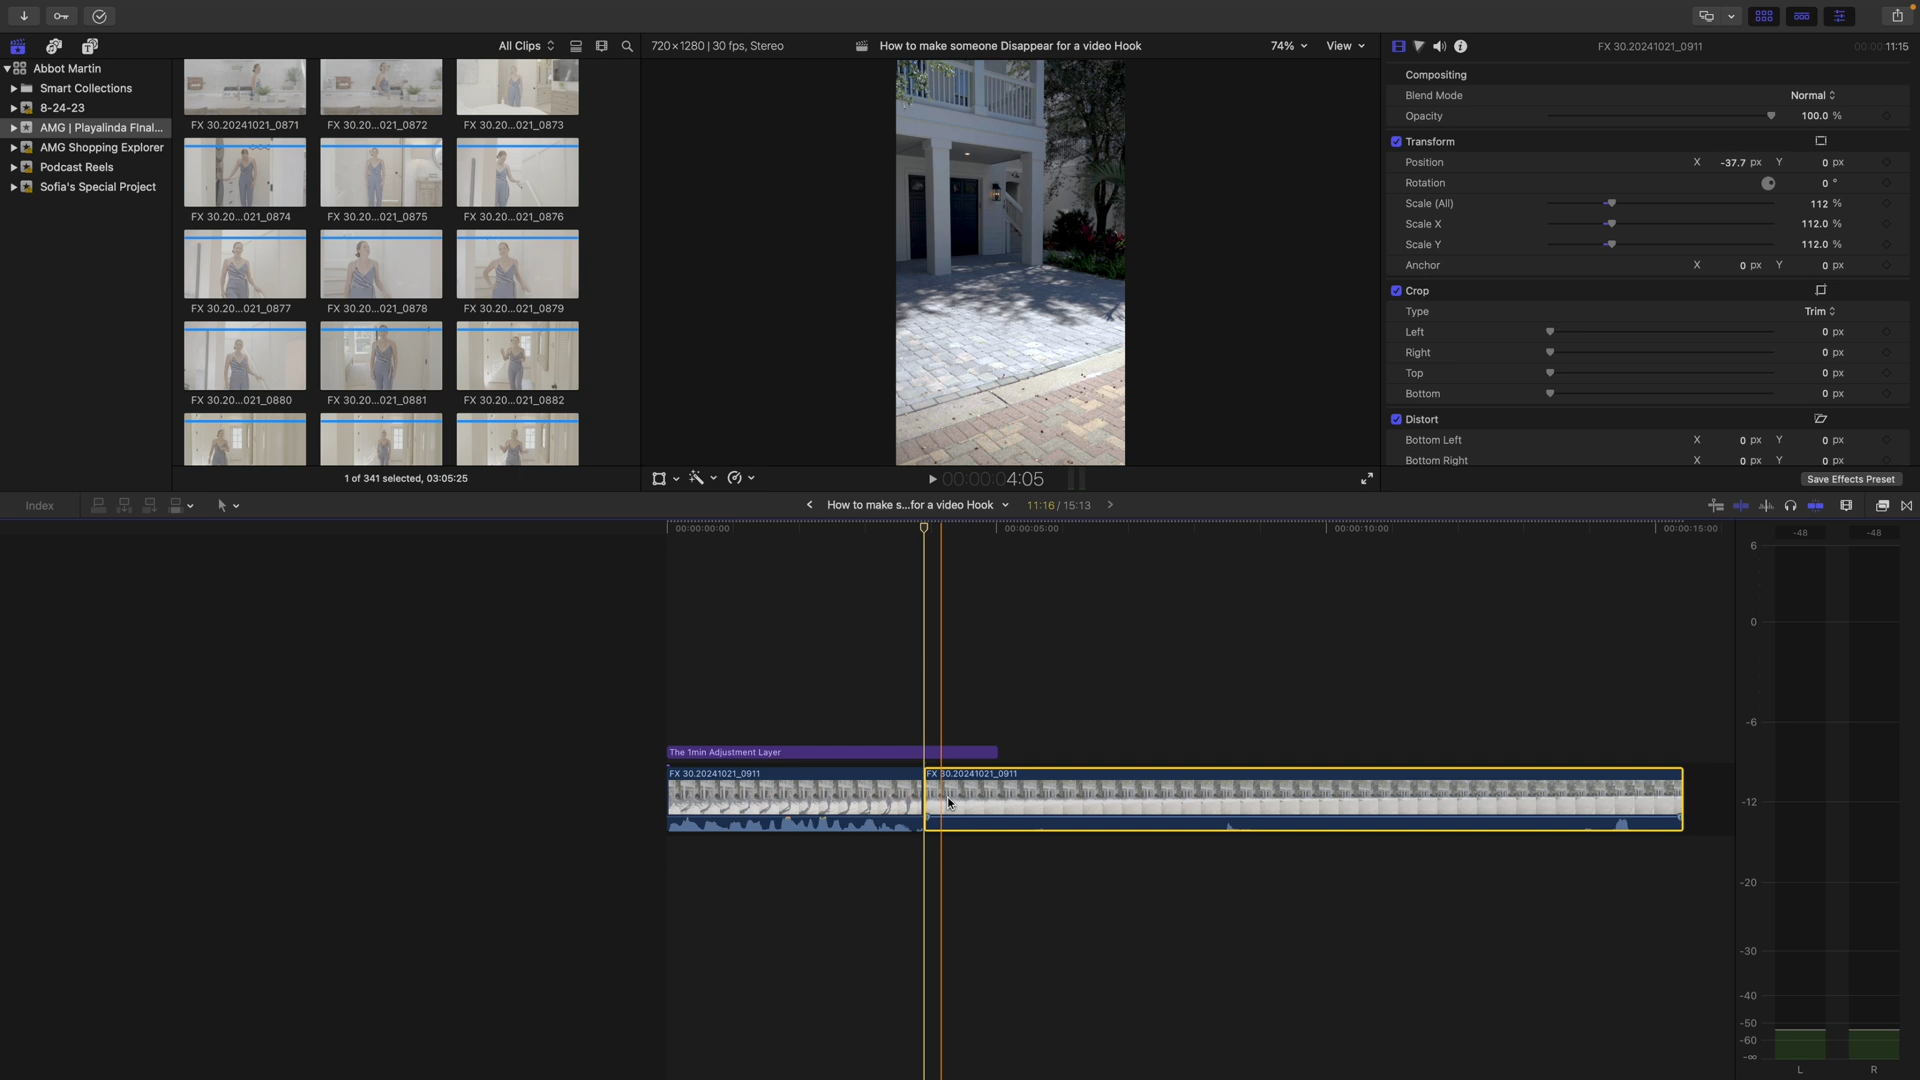 All Clips
720×1280 | 30 fps, Stereo
How to make someone Disappear for a video Hook
74%
View
FX 30.20241021_0911
00:00:11:15
Abbot Martin
Smart Collections
8-24-23
AMG | Playalinda FInal...
AMG Shopping Explorer
Podcast Reels
Sofia's Special Project
FX 30.20241021_0871
FX 30.20...021_0872
FX 30.20...021_0873
FX 30.20...021_0874
FX 30.20...021_0875
FX 30.20...021_0876
FX 30.20...021_0877
FX 30.20...021_0878
FX 30.20...021_0879
FX 30.20...021_0880
FX 30.20...021_0881
FX 30.20...021_0882
1 of 341 selected, 03:05:25
00:00:00:04:05
Compositing
Blend Mode
Normal
Opacity
100.0 %
Transform
Position X -37.7 px Y 0 px
Rotation 0 °
Scale (All) 112 %
Scale X 112.0 %
Scale Y 112.0 %
Anchor X 0 px Y 0 px
Crop
Type Trim
Left 0 px
Right 0 px
Top 0 px
Bottom 0 px
Distort
Bottom Left X 0 px Y 0 px
Bottom Right X 0 px Y 0 px
Save Effects Preset
Index
How to make s...for a video Hook
11:16 / 15:13
00:00:00:00
00:00:05:00
00:00:10:00
00:00:15:00
The 1min Adjustment Layer
FX 30.20241021_0911
FX 30.20241021_0911
-48 -48
6
0
-6
-12
-20
-30
-40
-50
-60
-∞
L R